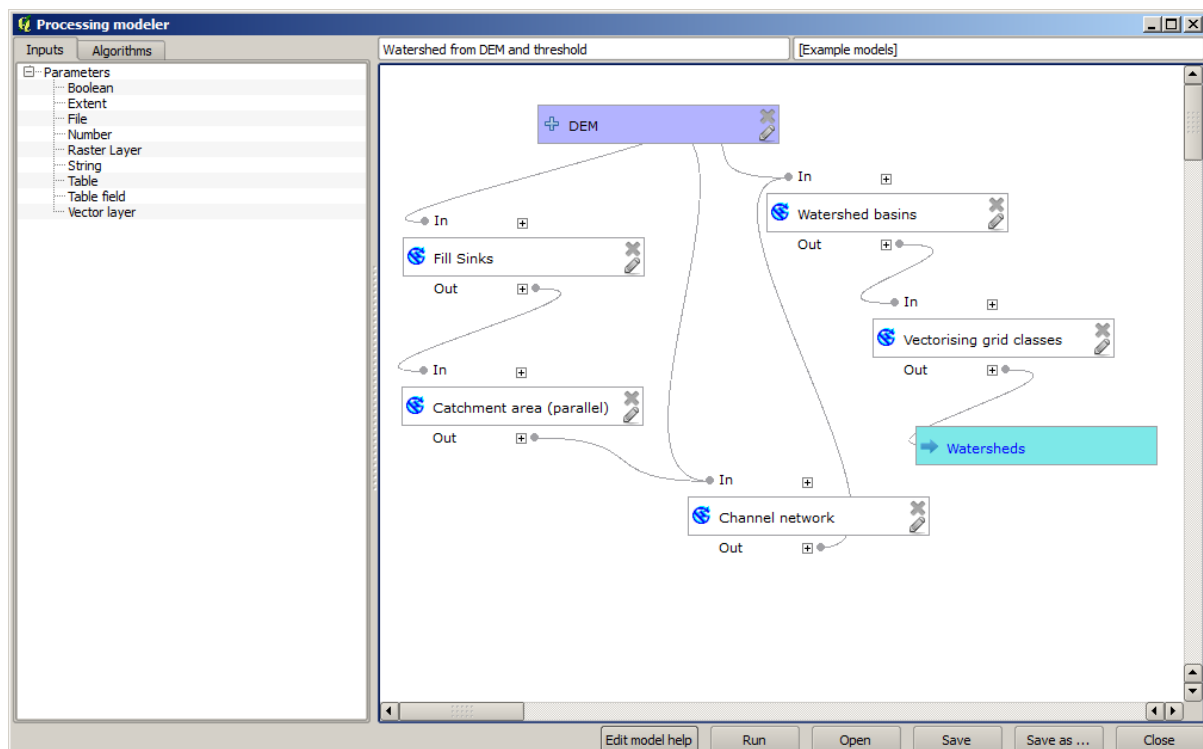 Processing modeler
Inputs
Algorithms
Watershed from DEM and threshold
[Example models]
Parameters
Boolean
Extent
File
Number
Raster Layer
String
Table
Table field
Vector layer
DEM
In
Watershed basins
Out
In
Fill Sinks
Out
In
Vectorising grid classes
Out
In
Catchment area (parallel)
Out
Watersheds
In
Channel network
Out
Edit model help
Run
Open
Save
Save as ...
Close